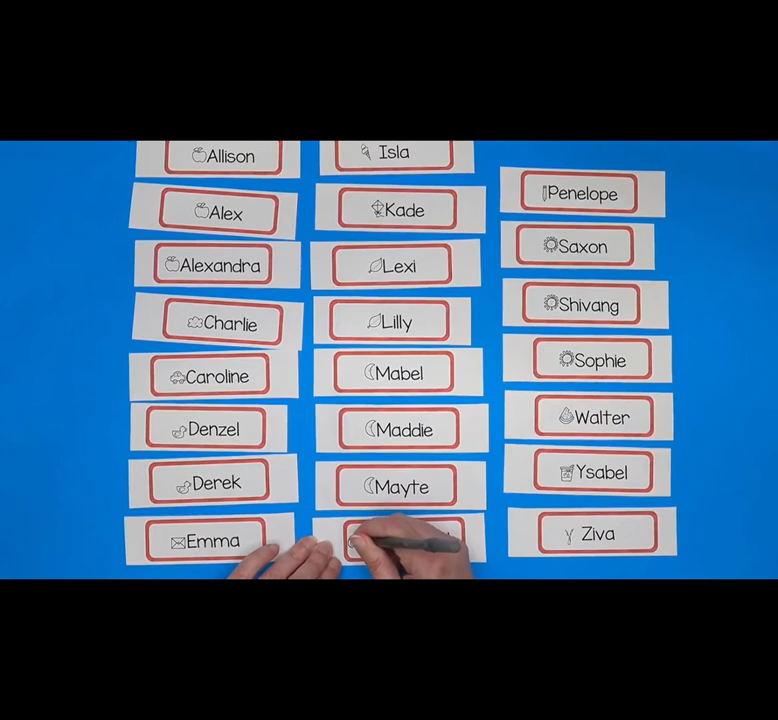 Allison
Alex
Alexandra
Charlie
Caroline
Denzel
Derek
Emma
Isla
Kade
Lexi
Lilly
Mabel
Maddie
Mayte
Penelope
Saxon
Shivang
Sophie
Walter
Ysabel
Ziva